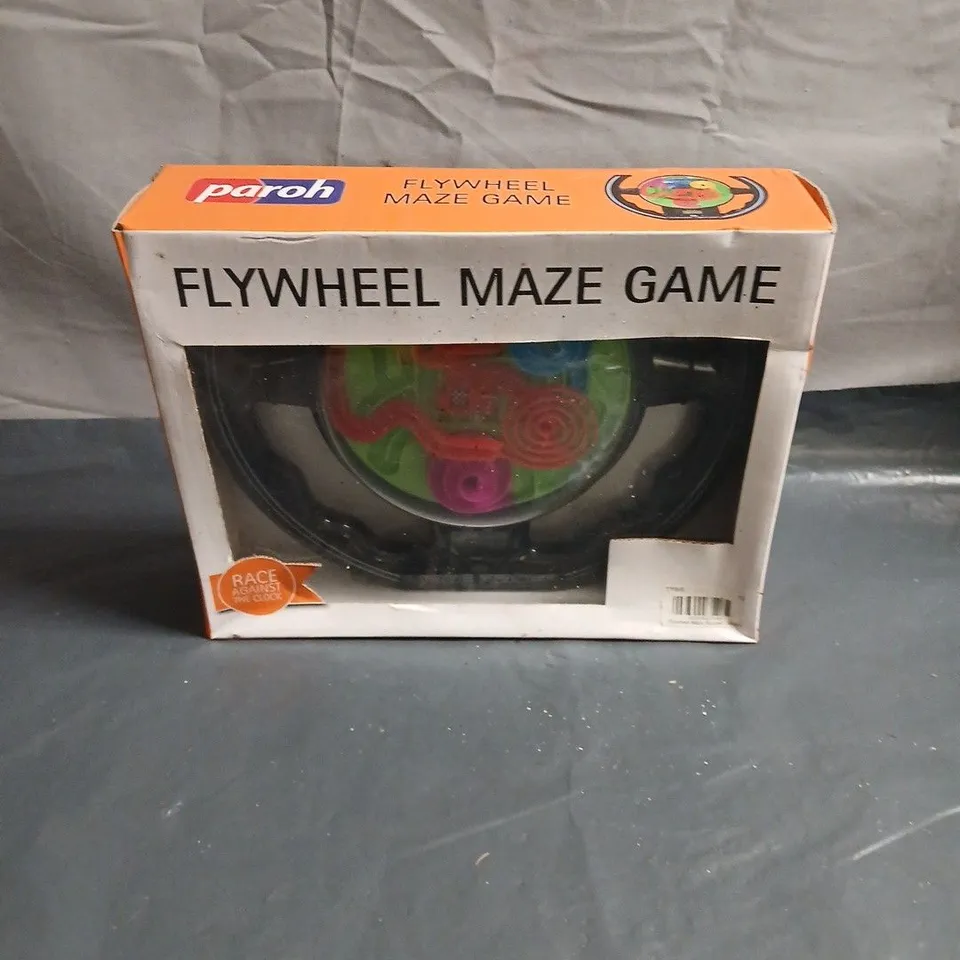 paroh
FLYWHEEL
MAZE GAME
FLYWHEEL MAZE GAME
RACE
AGAINST
THE CLOCK